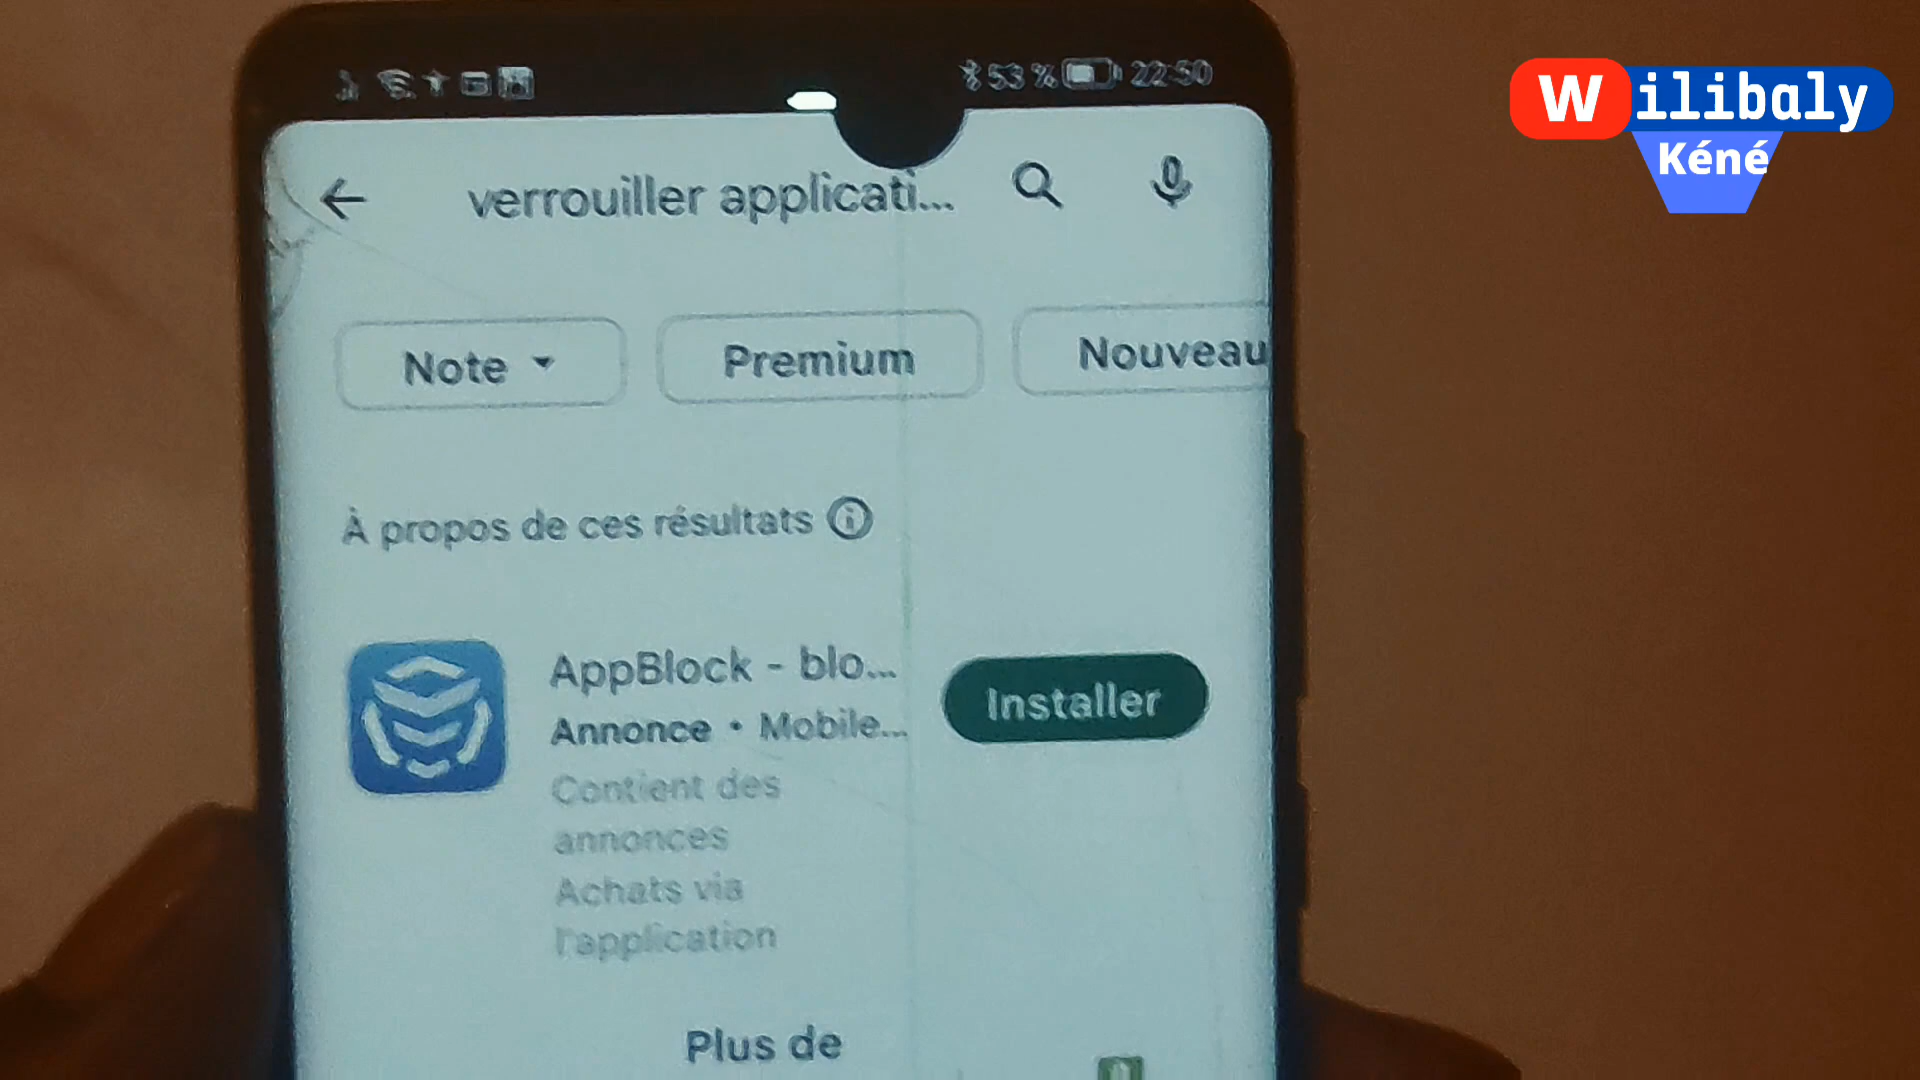 53 % 22:50
verrouiller applicati...
Note Premium Nouveau
À propos de ces résultats
AppBlock - blo...
Annonce • Mobile...
Installer
Contient des
annonces
Achats via
l'application
Plus de
Wilibaly
Kéné